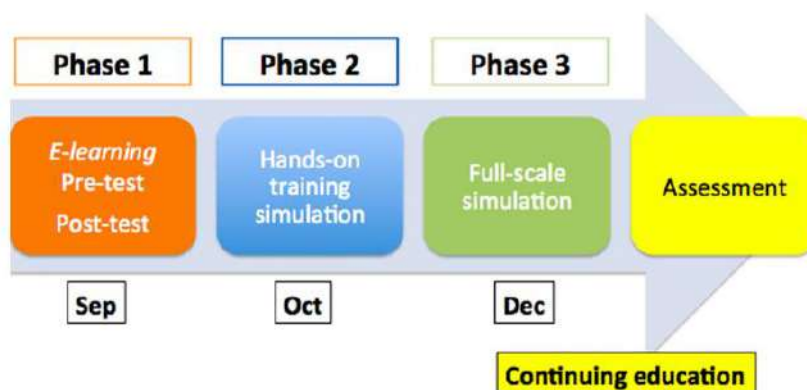 Phase 1
Phase 2
Phase 3
E-learning
Pre-test
Post-test
Hands-on
training
simulation
Full-scale
simulation
Assessment
Sep
Oct
Dec
Continuing education